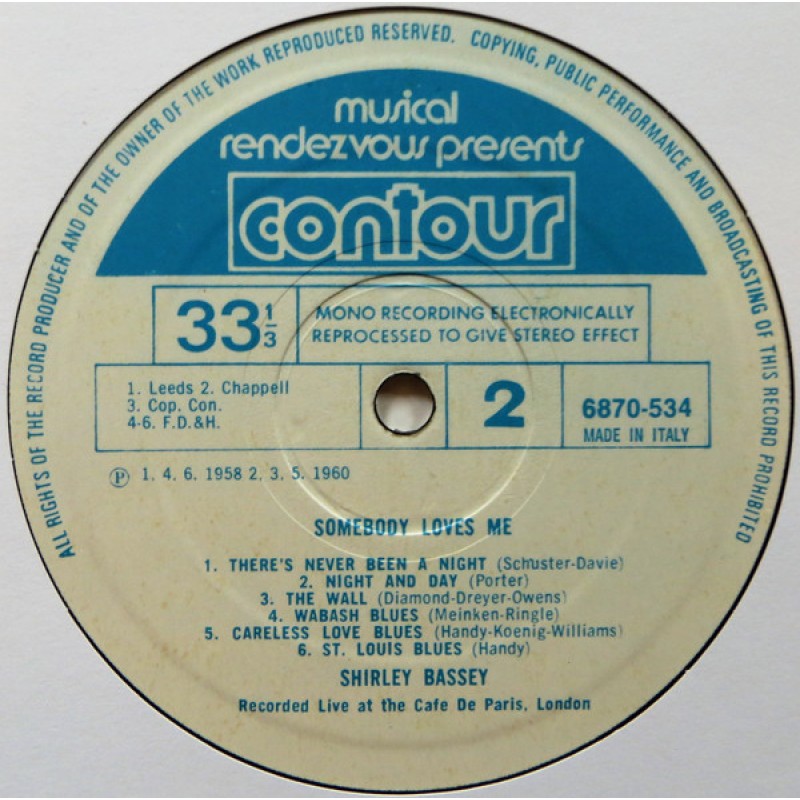 ALL RIGHTS OF THE RECORD PRODUCER AND OF THE OWNER OF THE WORK REPRODUCED RESERVED. COPYING, PUBLIC PERFORMANCE AND BROADCASTING OF THIS RECORD PROHIBITED
musical
rendezvous presents
contour
33 1/3
MONO RECORDING ELECTRONICALLY
REPROCESSED TO GIVE STEREO EFFECT
1. Leeds 2. Chappell
3. Cop. Con.
4-6. F.D.&H.
2
6870-534
MADE IN ITALY
Ⓟ 1. 4. 6. 1958 2. 3. 5. 1960
SOMEBODY LOVES ME
1. THERE'S NEVER BEEN A NIGHT (Schuster-Davie)
2. NIGHT AND DAY (Porter)
3. THE WALL (Diamond-Dreyer-Owens)
4. WABASH BLUES (Meinken-Ringle)
5. CARELESS LOVE BLUES (Handy-Koenig-Williams)
6. ST. LOUIS BLUES (Handy)
SHIRLEY BASSEY
Recorded Live at the Cafe De Paris, London